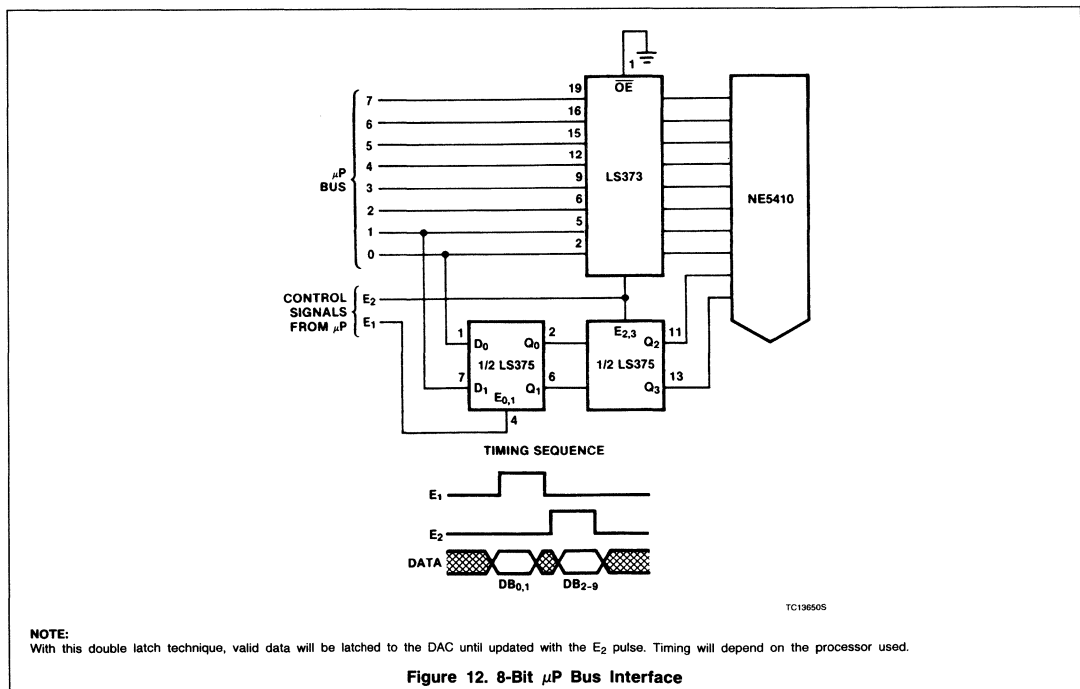 1
OE
19
7
16
6
15
5
12
4
9
3
6
2
5
1
2
0
μP
BUS
LS373
NE5410
CONTROL
SIGNALS
FROM μP
E2
E1
1
D0
Q0
2
1/2 LS375
7
D1
Q1
6
E0,1
4
E2,3
Q2
11
1/2 LS375
Q3
13
TIMING SEQUENCE
E1
E2
DATA
DB0,1
DB2-9
TC13650S
NOTE:
With this double latch technique, valid data will be latched to the DAC until updated with the E2 pulse. Timing will depend on the processor used.
Figure 12. 8-Bit μP Bus Interface